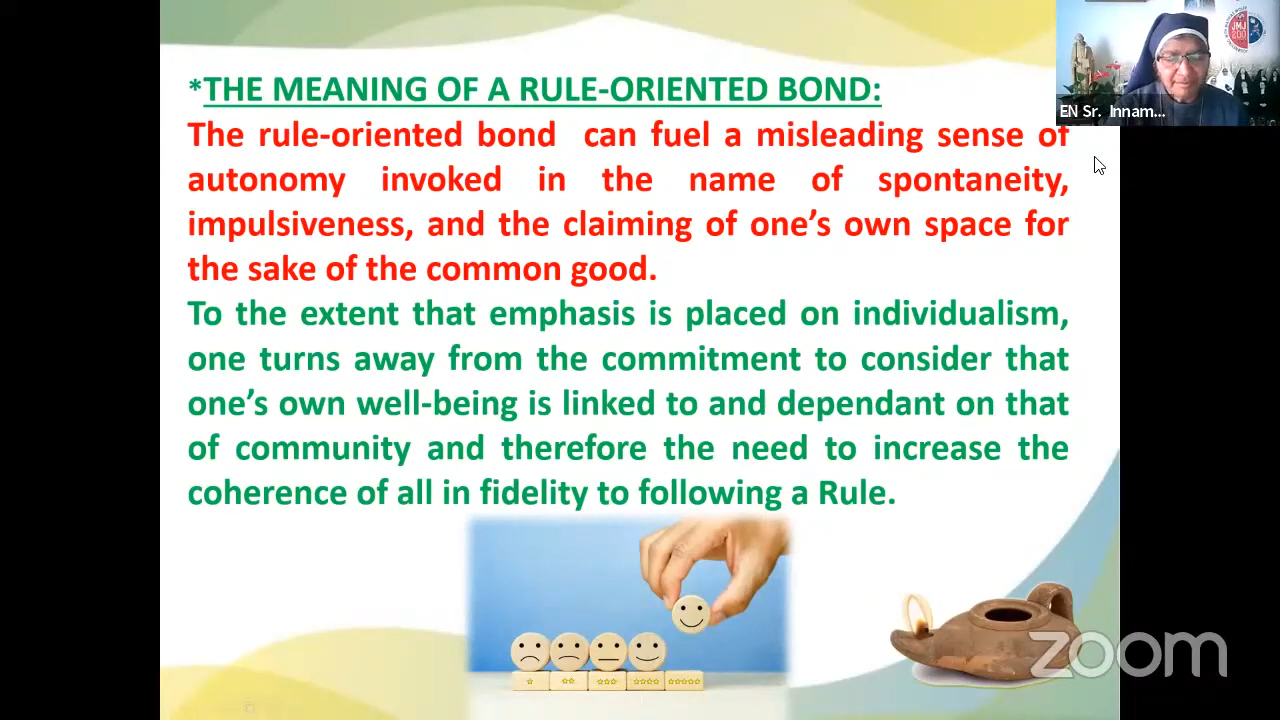 *THE MEANING OF A RULE-ORIENTED BOND:
The rule-oriented bond can fuel a misleading sense of
autonomy invoked in the name of spontaneity,
impulsiveness, and the claiming of one's own space for
the sake of the common good.
To the extent that emphasis is placed on individualism,
one turns away from the commitment to consider that
one's own well-being is linked to and dependant on that
of community and therefore the need to increase the
coherence of all in fidelity to following a Rule.
JMJ
200
EN Sr. Innam...
zoom